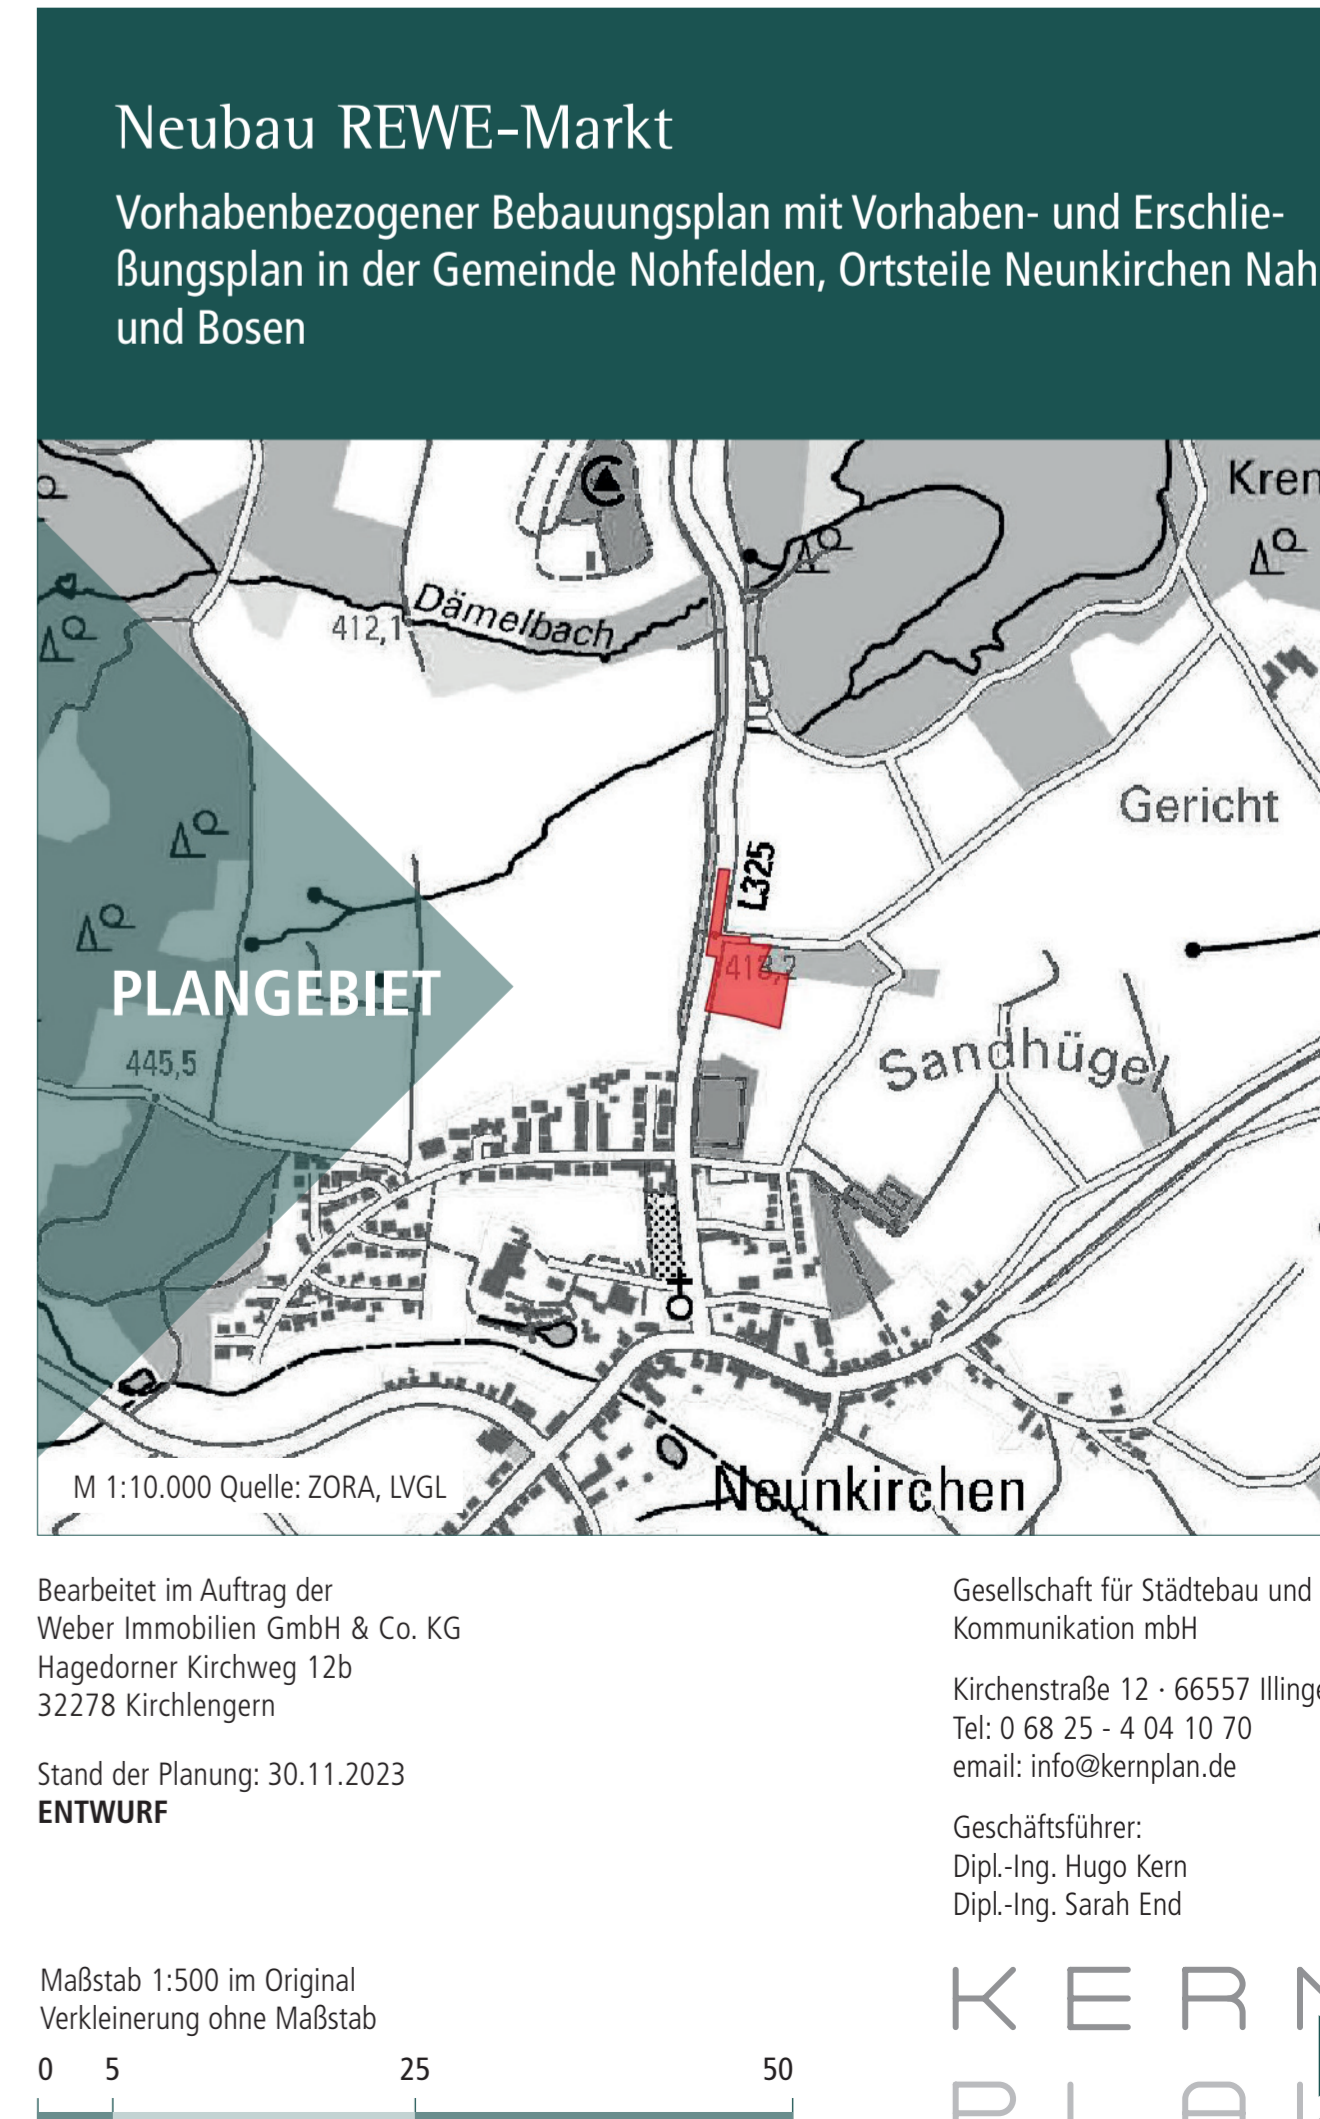 Neubau REWE-Markt
Vorhabenbezogener Bebauungsplan mit Vorhaben- und Erschlie-
ßungsplan in der Gemeinde Nohfelden, Ortsteile Neunkirchen Nah
und Bosen
Kren
Dämelbach
412,1
Gericht
L325
418,2
PLANGEBIET
445,5
Sandhügel
M 1:10.000 Quelle: ZORA, LVGL
Neunkirchen
Bearbeitet im Auftrag der
Weber Immobilien GmbH & Co. KG
Hagedorner Kirchweg 12b
32278 Kirchlengern
Stand der Planung: 30.11.2023
ENTWURF
Gesellschaft für Städtebau und
Kommunikation mbH
Kirchenstraße 12 · 66557 Illinge
Tel: 0 68 25 - 4 04 10 70
email: info@kernplan.de
Geschäftsführer:
Dipl.-Ing. Hugo Kern
Dipl.-Ing. Sarah End
Maßstab 1:500 im Original
Verkleinerung ohne Maßstab
0 5 25 50
KERN
PLA